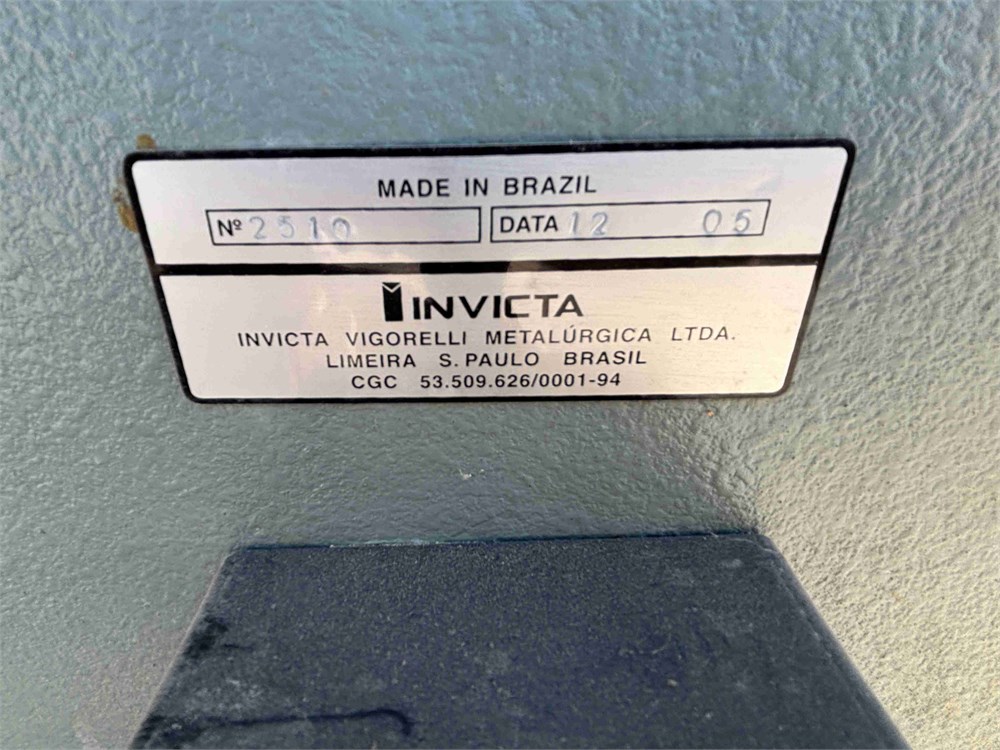 MADE IN BRAZIL
Nº 2510 DATA 12 05
INVICTA
INVICTA VIGORELLI METALÚRGICA LTDA.
LIMEIRA S. PAULO BRASIL
CGC 53.509.626/0001-94